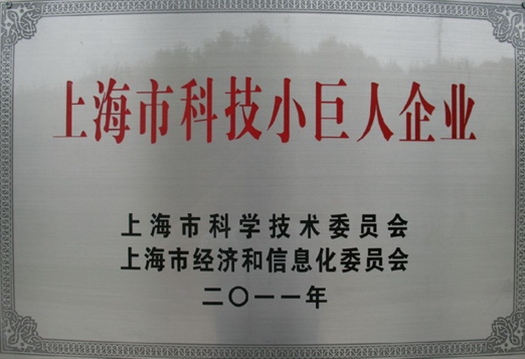 上海市科技小巨人企业
上海市科学技术委员会
上海市经济和信息化委员会
二〇一一年